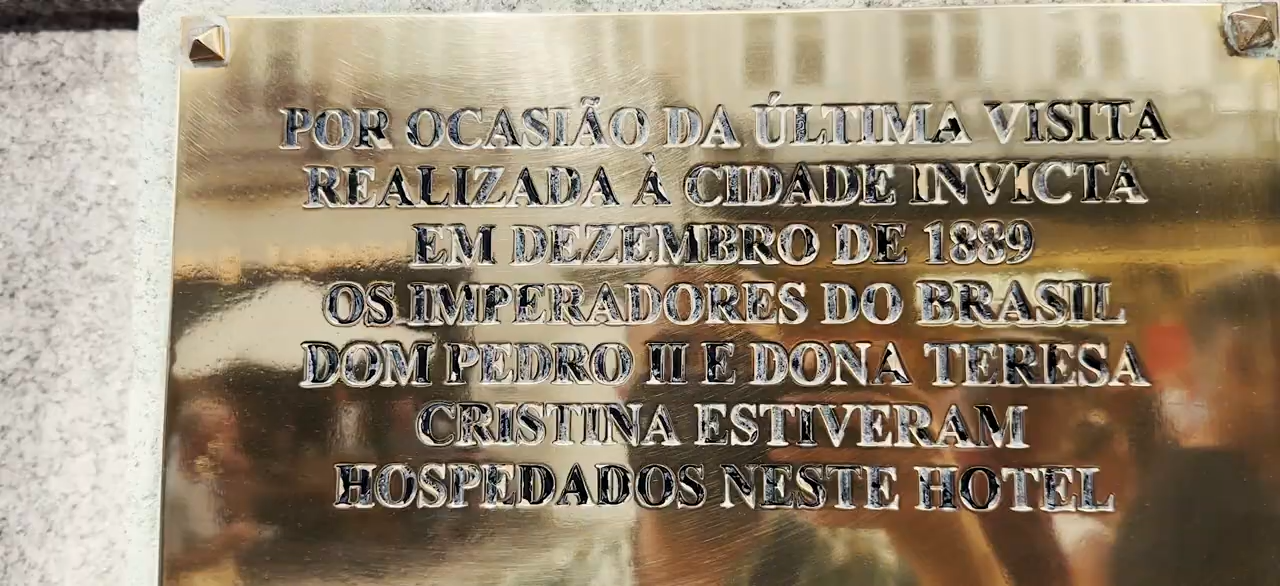 POR OCASIÃO DA ÚLTIMA VISITA
REALIZADA À CIDADE INVICTA
EM DEZEMBRO DE 1889
OS IMPERADORES DO BRASIL
DOM PEDRO II E DONA TERESA
CRISTINA ESTIVERAM
HOSPEDADOS NESTE HOTEL